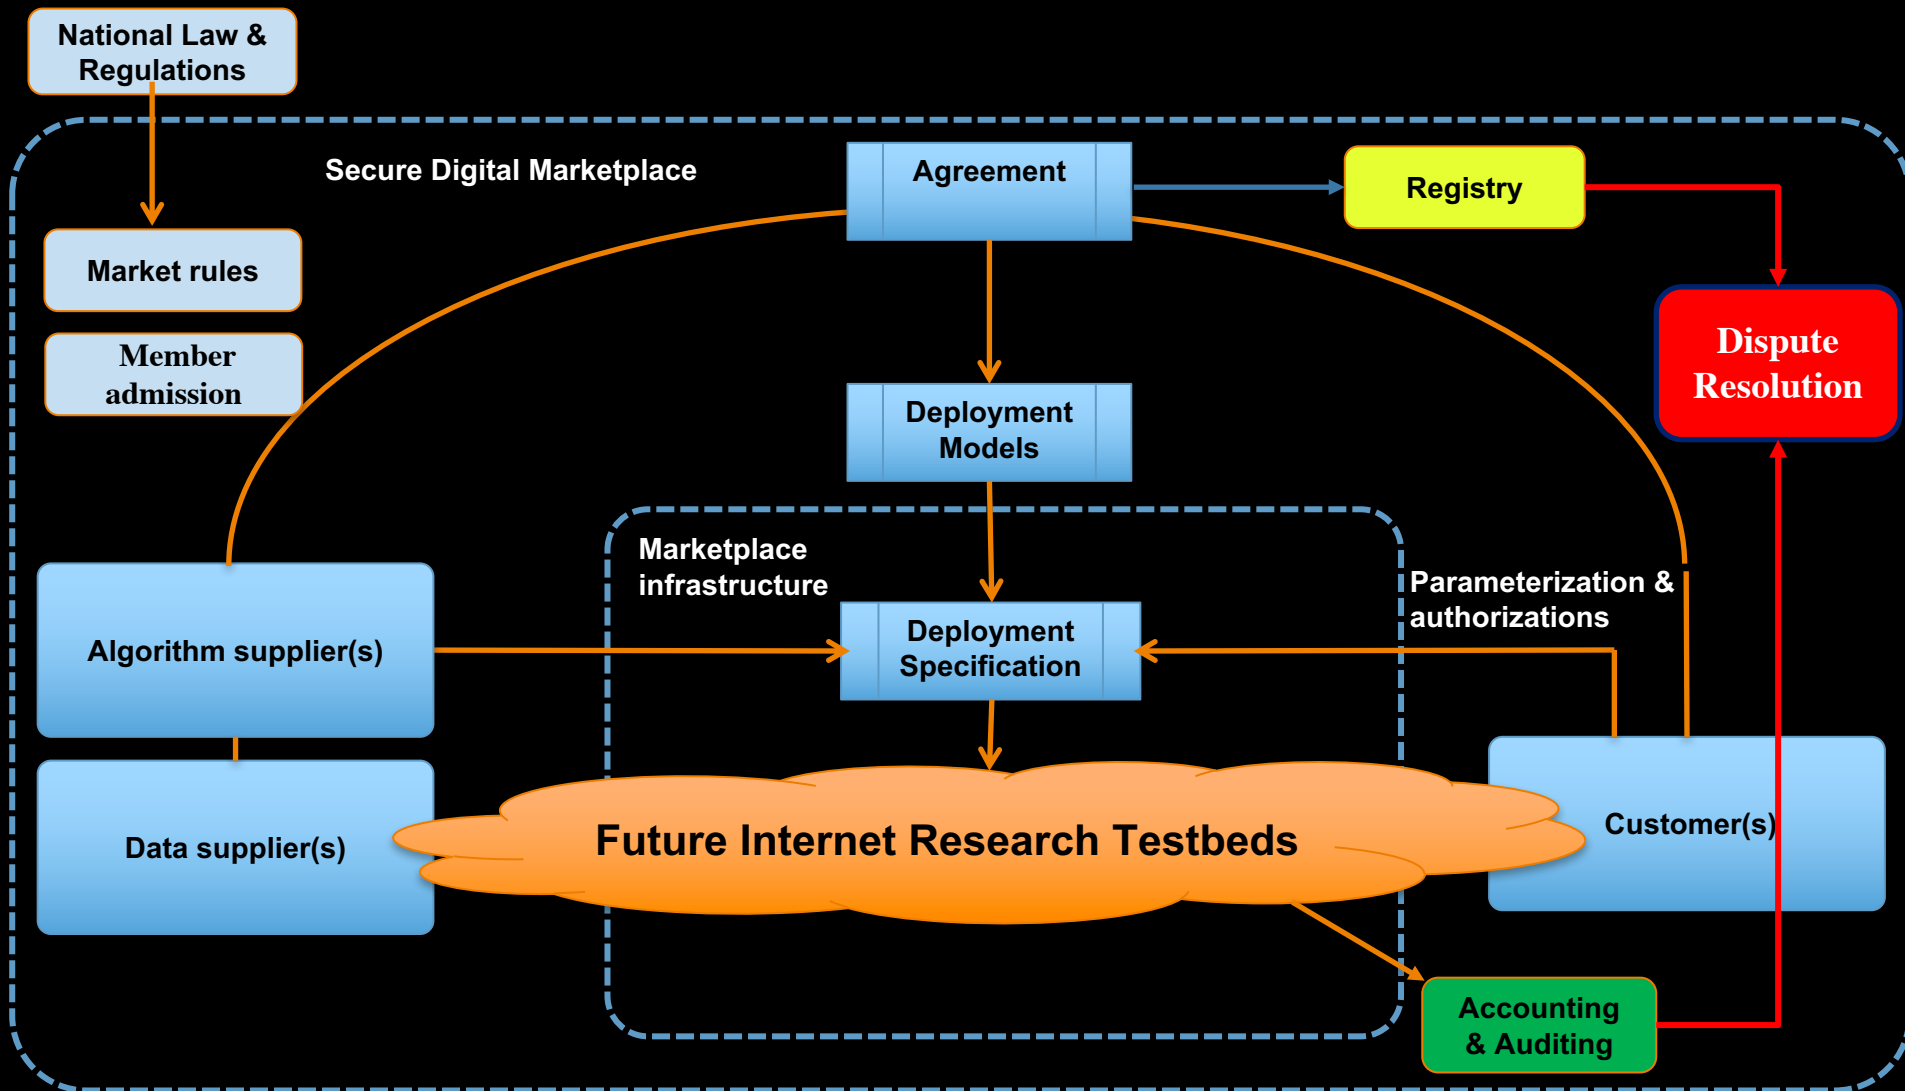 National Law &
Regulations
Secure Digital Marketplace
Agreement
Registry
Market rules
Member
admission
Dispute
Resolution
Deployment
Models
Marketplace
infrastructure
Parameterization &
authorizations
Algorithm supplier(s)
Deployment
Specification
Data supplier(s)
Future Internet Research Testbeds
Customer(s)
Accounting
& Auditing